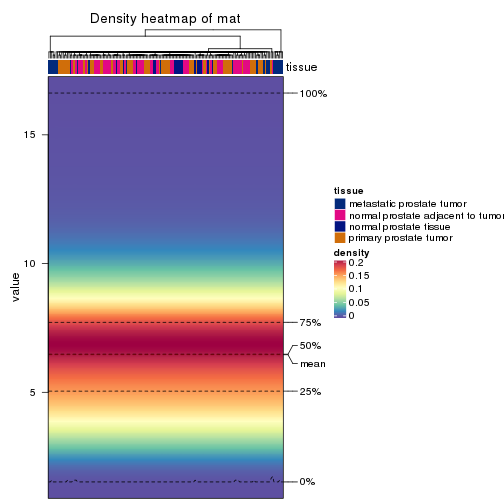 Density heatmap of mat
tissue
100%
15
10
value
5
75%
50%
mean
25%
0%
tissue
metastatic prostate tumor
normal prostate adjacent to tumor
normal prostate tissue
primary prostate tumor
density
0.2
0.15
0.1
0.05
0